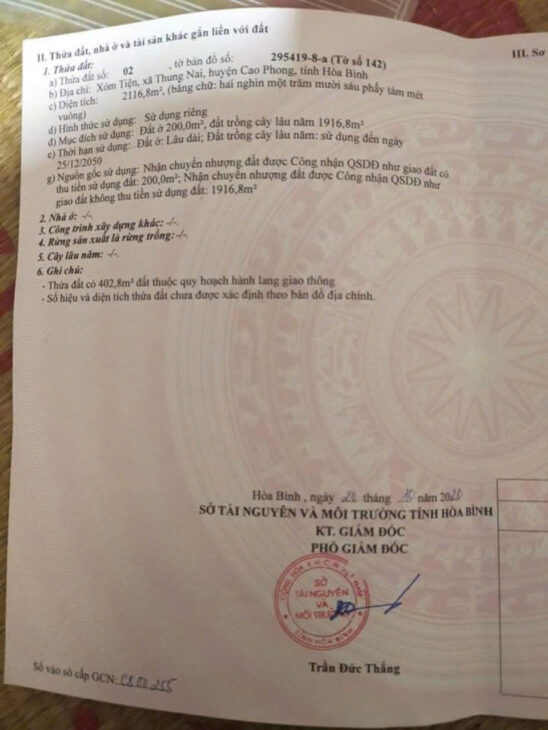 II. Thửa đất, nhà ở và tài sản khác gắn liền với đất
III. Sơ
1. Thửa đất:
a) Thửa đất số: 02 , tờ bản đồ số: 295419-8-a (Tờ số 142)
b) Địa chỉ: Xóm Tiện, xã Thung Nai, huyện Cao Phong, tỉnh Hòa Bình
c) Diện tích: 2116,8m², (bằng chữ: hai nghìn một trăm mười sáu phẩy tám mét
vuông)
d) Hình thức sử dụng: Sử dụng riêng
đ) Mục đích sử dụng: Đất ở 200,0m², đất trồng cây lâu năm 1916,8m²
e) Thời hạn sử dụng: Đất ở: Lâu dài; Đất trồng cây lâu năm: sử dụng đến ngày
25/12/2050
g) Nguồn gốc sử dụng: Nhận chuyển nhượng đất được Công nhận QSDĐ như giao đất có
thu tiền sử dụng đất: 200,0m²; Nhận chuyển nhượng đất được Công nhận QSDĐ như
giao đất không thu tiền sử dụng đất: 1916,8m²
2. Nhà ở: -/-.
3. Công trình xây dựng khác: -/-.
4. Rừng sản xuất là rừng trồng: -/-.
5. Cây lâu năm: -/-.
6. Ghi chú:
- Thửa đất có 402,8m² đất thuộc quy hoạch hành lang giao thông
- Số hiệu và diện tích thửa đất chưa được xác định theo bản đồ địa chính.
Hòa Bình , ngày tháng 10 năm 2020
SỞ TÀI NGUYÊN VÀ MÔI TRƯỜNG TỈNH HÒA BÌNH
KT. GIÁM ĐỐC
PHÓ GIÁM ĐỐC
CỘNG HÒA X.H.C.N VIỆT NAM
SỞ
TÀI NGUYÊN
VÀ
MÔI TRƯỜNG
TỈNH HÒA BÌNH
Trần Đức Thắng
Số vào sổ cấp GCN: